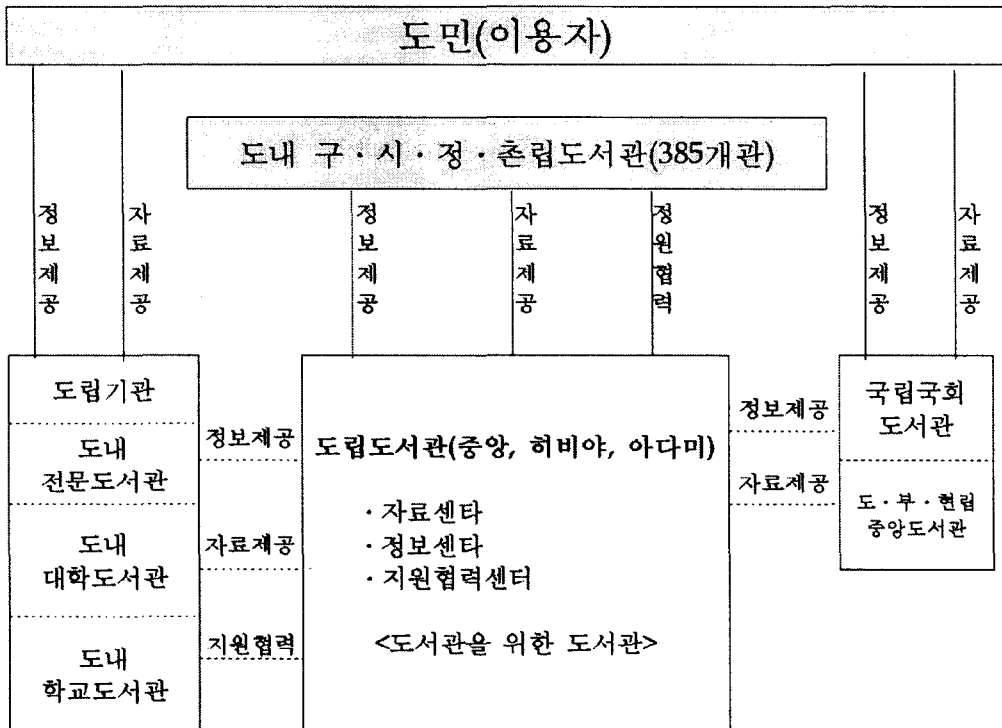 도민(이용자)
도내 구·시·정·촌립도서관(385개관)
정보제공
자료제공
정보제공
자료제공
정원협력
정보제공
자료제공
도립기관
도내
전문도서관
도내
대학도서관
도내
학교도서관
정보제공
자료제공
지원협력
도립도서관(중앙, 히비야, 아다미)
·자료센타
·정보센타
·지원협력센터
<도서관을 위한 도서관>
정보제공
자료제공
국립국회
도서관
도·부·현립
중앙도서관